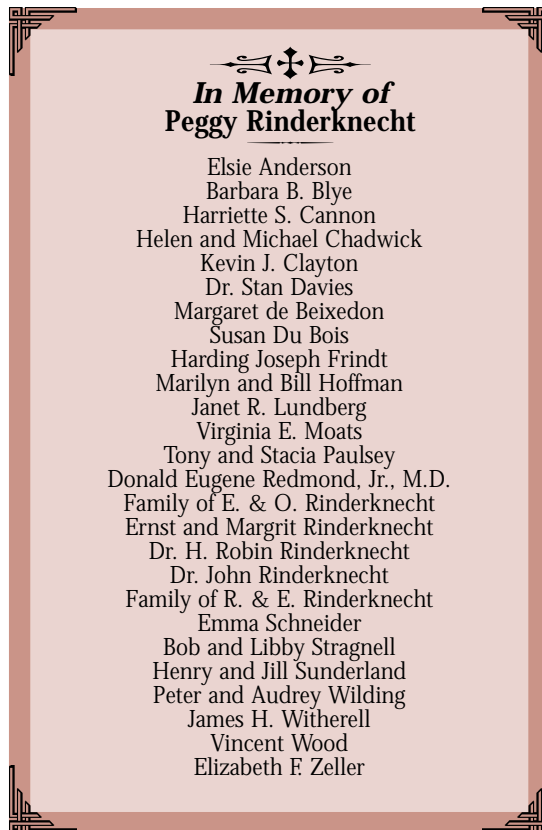 In Memory of
Peggy Rinderknecht
Elsie Anderson
Barbara B. Blye
Harriette S. Cannon
Helen and Michael Chadwick
Kevin J. Clayton
Dr. Stan Davies
Margaret de Beixedon
Susan Du Bois
Harding Joseph Frindt
Marilyn and Bill Hoffman
Janet R. Lundberg
Virginia E. Moats
Tony and Stacia Paulsey
Donald Eugene Redmond, Jr., M.D.
Family of E. & O. Rinderknecht
Ernst and Margrit Rinderknecht
Dr. H. Robin Rinderknecht
Dr. John Rinderknecht
Family of R. & E. Rinderknecht
Emma Schneider
Bob and Libby Stragnell
Henry and Jill Sunderland
Peter and Audrey Wilding
James H. Witherell
Vincent Wood
Elizabeth F. Zeller